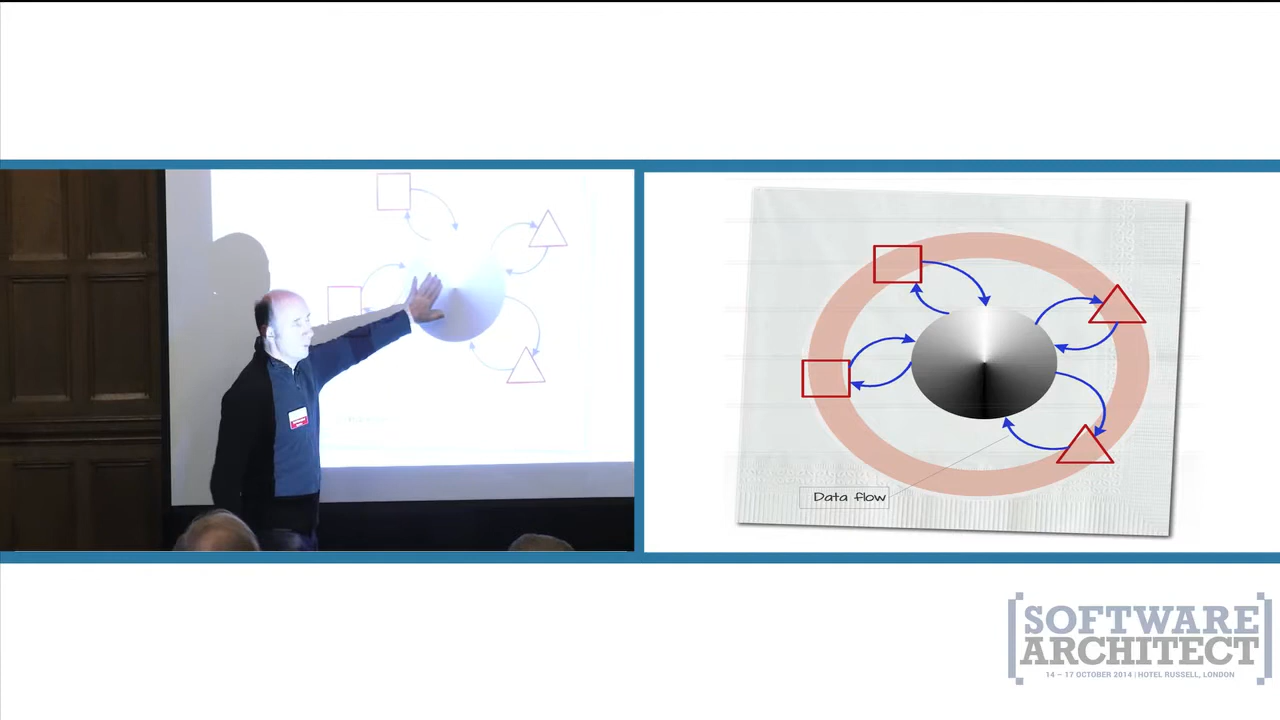 Data flow
SOFTWARE
ARCHITECT
14 – 17 OCTOBER 2014 | HOTEL RUSSELL, LONDON